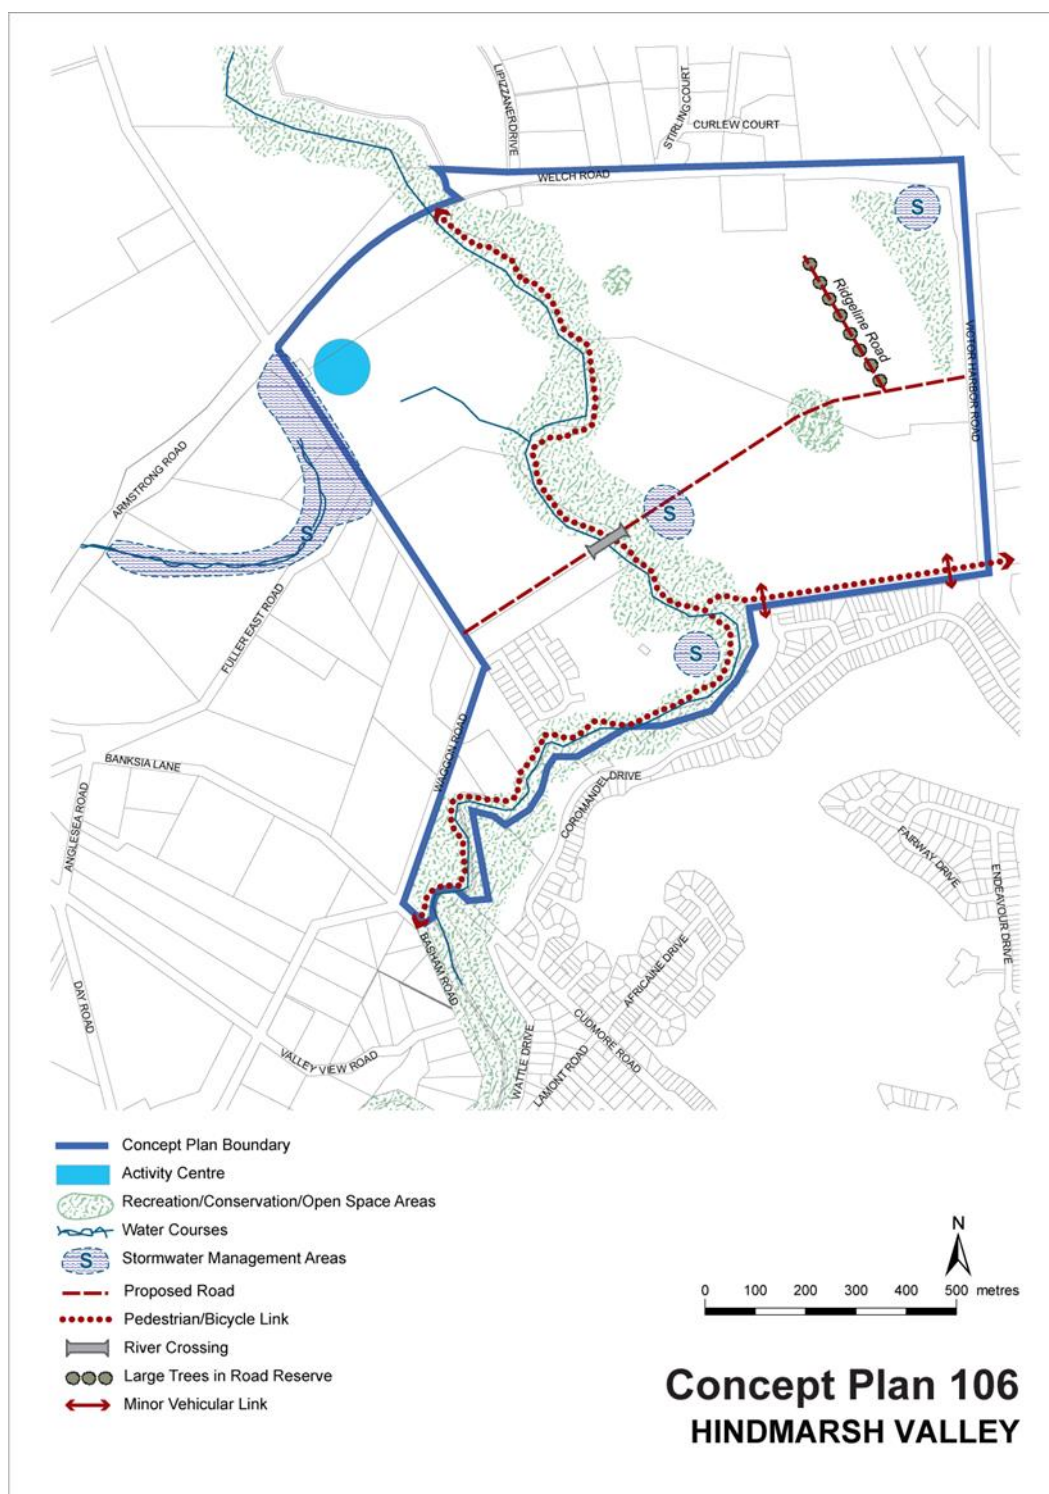 LIPIZZANER DRIVE
STIRLING COURT
CURLEW COURT
WELCH ROAD
S
Ridgeline Road
VICTOR HARBOR ROAD
ARMSTRONG ROAD
S
S
FULLER EAST ROAD
S
WAGGON ROAD
BANKSIA LANE
ANGLESEA ROAD
COROMANDEL DRIVE
FAIRWAY DRIVE
ENDEAVOUR DRIVE
BASHAM ROAD
AFRICAINE DRIVE
DAY ROAD
CUDMORE ROAD
VALLEY VIEW ROAD
WATTLE DRIVE
LAMONT ROAD
Concept Plan Boundary
Activity Centre
Recreation/Conservation/Open Space Areas
Water Courses
S
Stormwater Management Areas
Proposed Road
Pedestrian/Bicycle Link
River Crossing
Large Trees in Road Reserve
Minor Vehicular Link
N
0 100 200 300 400 500 metres
Concept Plan 106
HINDMARSH VALLEY